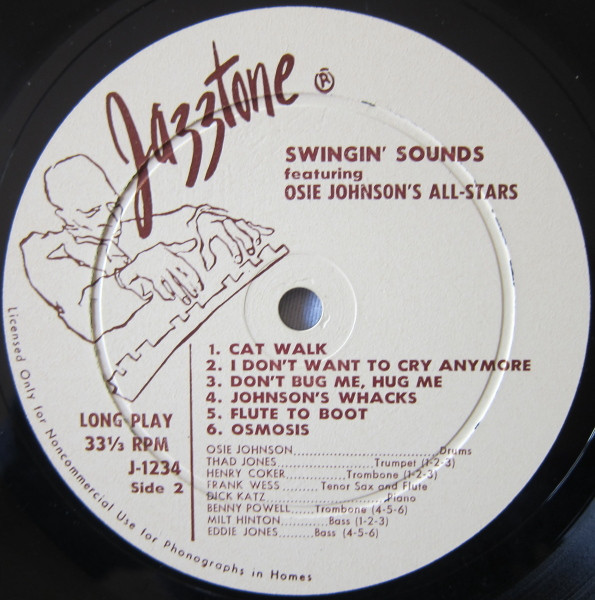 Jazztone ®
SWINGIN' SOUNDS
featuring
OSIE JOHNSON'S ALL-STARS
1. CAT WALK
2. I DON'T WANT TO CRY ANYMORE
3. DON'T BUG ME, HUG ME
4. JOHNSON'S WHACKS
5. FLUTE TO BOOT
6. OSMOSIS
LONG PLAY
33⅓ RPM
J-1234
Side 2
OSIE JOHNSON..............................Drums
THAD JONES.................Trumpet (1-2-3)
HENRY COKER............Trombone (1-2-3)
FRANK WESS........Tenor Sax and Flute
DICK KATZ..............................Piano
BENNY POWELL......Trombone (4-5-6)
MILT HINTON..........Bass (1-2-3)
EDDIE JONES........Bass (4-5-6)
Licensed Only for Noncommercial Use for Phonographs in Homes